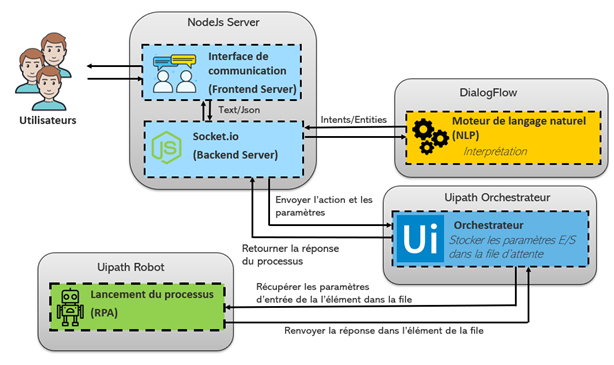 NodeJs Server
Interface de
communication
(Frontend Server)
Utilisateurs
Text/Json
Socket.io
(Backend Server)
JS
Intents/Entities
DialogFlow
Moteur de langage naturel
(NLP)
Interprétation
Envoyer l'action et les
paramètres
Uipath Orchestrateur
Ui
Orchestrateur
Stocker les paramètres E/S
dans la file d'attente
Retourner la réponse
du processus
Uipath Robot
Lancement du processus
(RPA)
Récupérer les paramètres
d'entrée de la l'élément dans la file
Renvoyer la réponse dans l'élément de la file